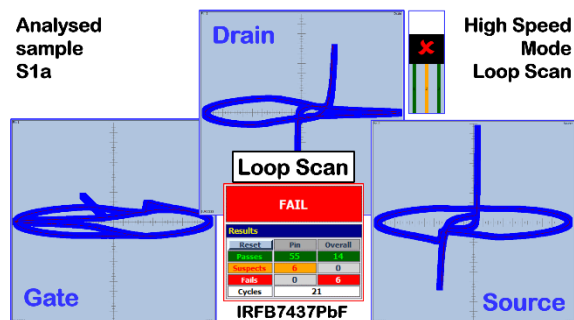 Analysed
sample
S1a
Drain
High Speed
Mode
Loop Scan
Loop Scan
FAIL
Results
Reset Pin Overall
Passes 55 14
Suspects 6 0
Fails 0 6
Cycles 21
Gate
IRFB7437PbF
Source